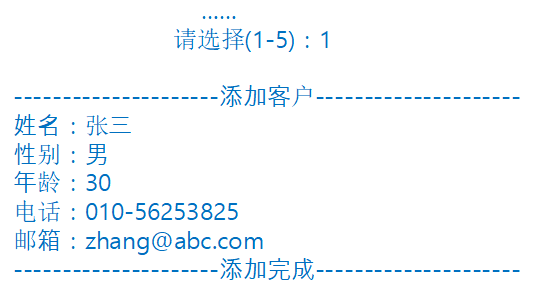 ......
请选择(1-5)：1
---------------------添加客户---------------------
姓名：张三
性别：男
年龄：30
电话：010-56253825
邮箱：zhang@abc.com
---------------------添加完成---------------------